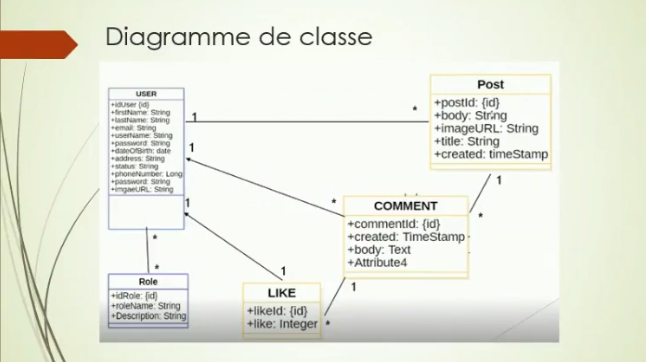 Diagramme de classe
USER
+idUser {id}
+firstName: String
+lastName: String
+email: String
+userName: String
+password: String
+dateOfBirth: date
+address: String
+status: String
+phoneNumber: Long
+password: String
+imgaeURL: String
1
*
Post
+postId: {id}
+body: String
+imageURL: String
+title: String
+created: timeStamp
1
*
1
*
COMMENT
+commentId: {id}
+created: TimeStamp
+body: Text
+Attribute4
1
*
1
1
*
*
Role
+idRole: {id}
+roleName: String
+Description: String
LIKE
+likeId: {id}
+like: Integer